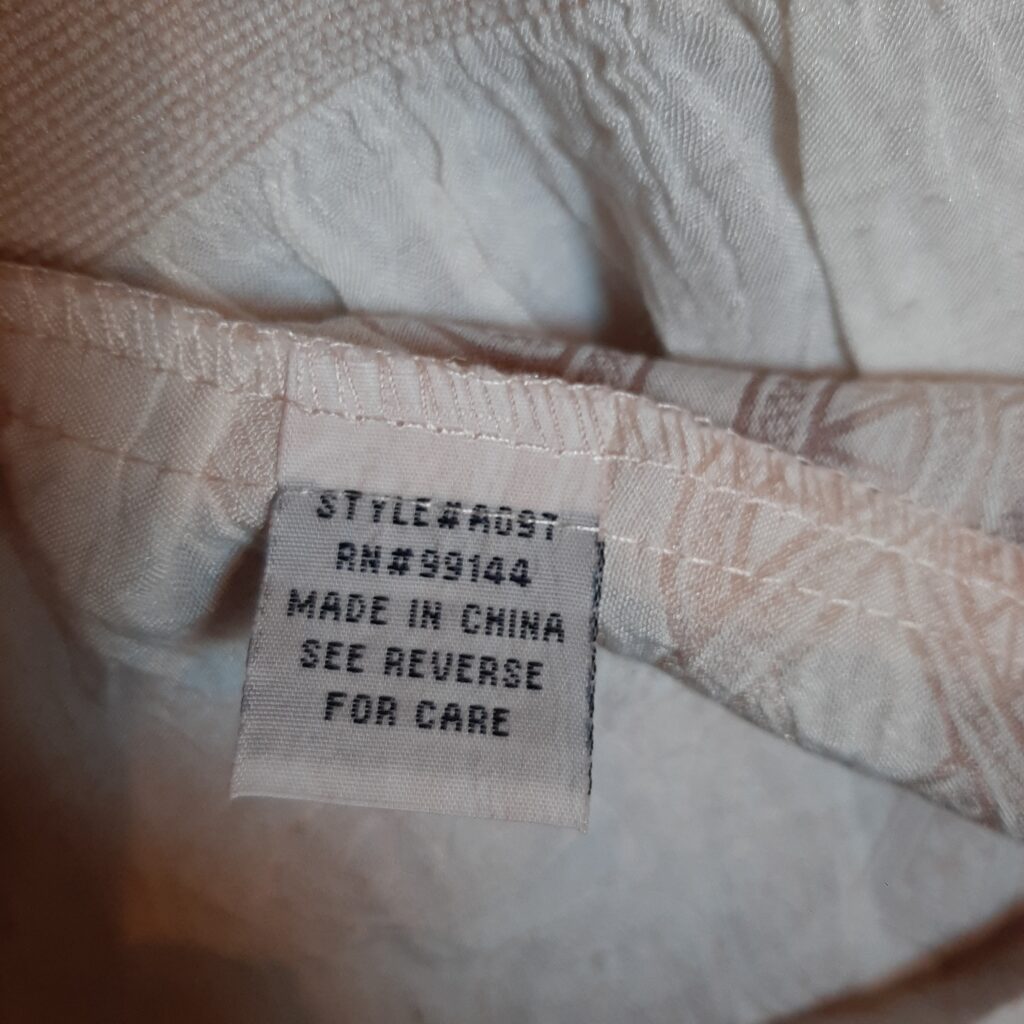 STYLE#A097
RN#99144
MADE IN CHINA
SEE REVERSE
FOR CARE